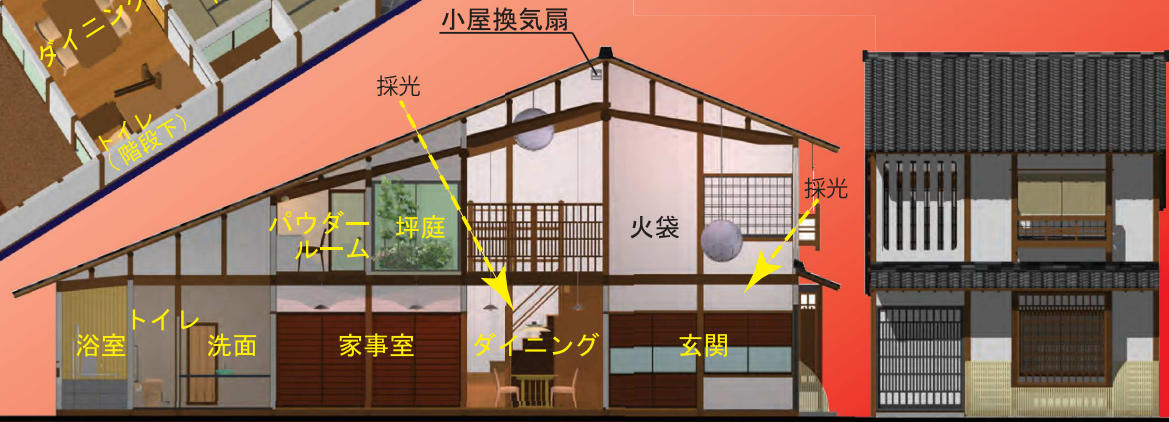 ダイニング
トイレ
(階段下)
小屋換気扇
採光
採光
パウダー
ルーム
坪庭
火袋
浴室
トイレ
洗面
家事室
ダイニング
玄関